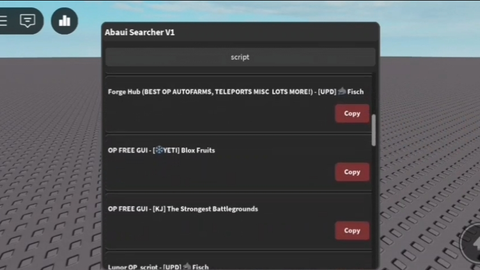 Abaui Searcher V1
script
Forge Hub (BEST OP AUTOFARMS, TELEPORTS MISC LOTS MORE!) - [UPD] 🦈 Fisch
Copy
OP FREE GUI - [❄️YETI] Blox Fruits
Copy
OP FREE GUI - [KJ] The Strongest Battlegrounds
Copy
Lunor OP script - [UPD] 🦈 Fisch